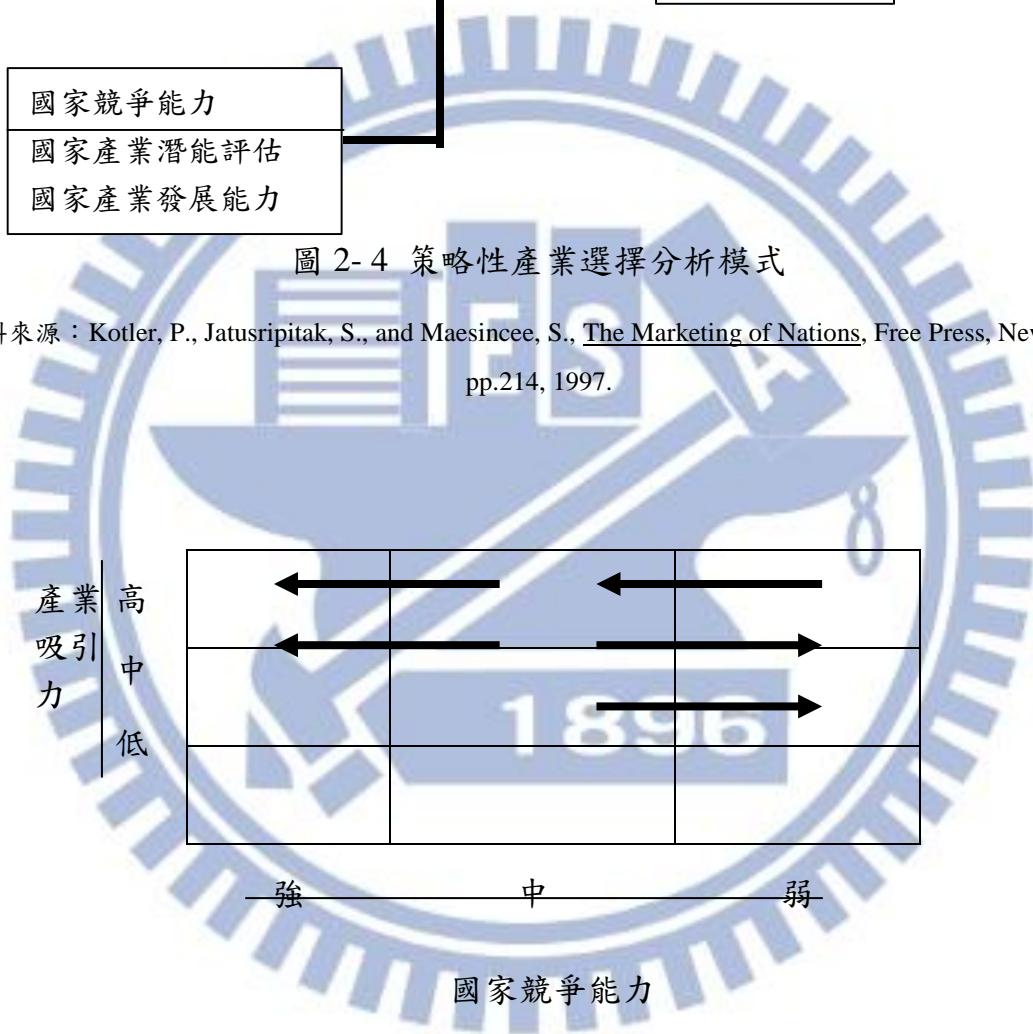 國家競爭能力
國家產業潛能評估
國家產業發展能力
圖 2- 4 策略性產業選擇分析模式
來源：Kotler, P., Jatusripitak, S., and Maesincee, S., The Marketing of Nations, Free Press, New
pp.214, 1997.
E S A
產業
吸引
力
高
中
低
1896
強 中 弱
國家競爭能力